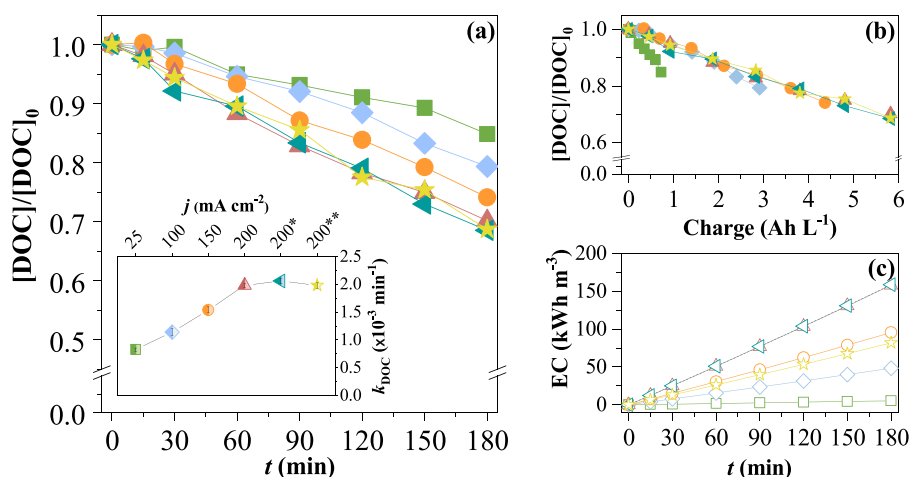 (a)
1.0
0.9
0.8
0.7
0.6
0.5
0.0
[DOC]/[DOC]0
j (mA cm-2)
25 100 150 200 200* 200**
2.5
2.0
1.5
1.0
0.5
0.0
kDOC (x10-3 min-1)
0 30 60 90 120 150 180
t (min)
(b)
1.0
0.8
0.6
0.0
[DOC]/[DOC]0
0 1 2 3 4 5 6
Charge (Ah L-1)
(c)
200
150
100
50
0
EC (kWh m-3)
0 30 60 90 120 150 180
t (min)